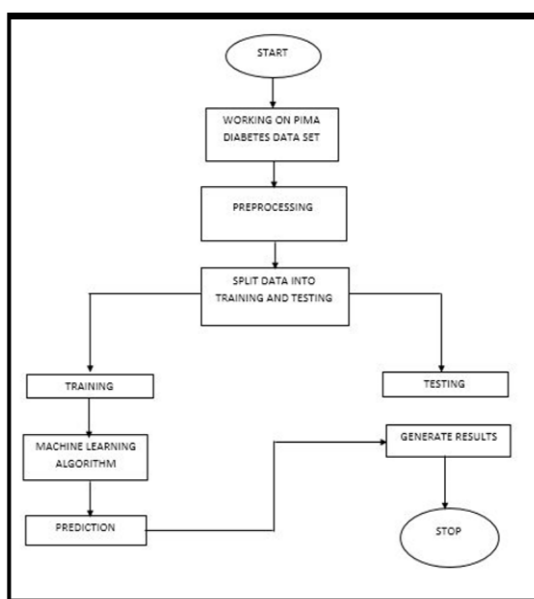 START
WORKING ON PIMA
DIABETES DATA SET
PREPROCESSING
SPLIT DATA INTO
TRAINING AND TESTING
TRAINING
TESTING
MACHINE LEARNING
ALGORITHM
GENERATE RESULTS
PREDICTION
STOP